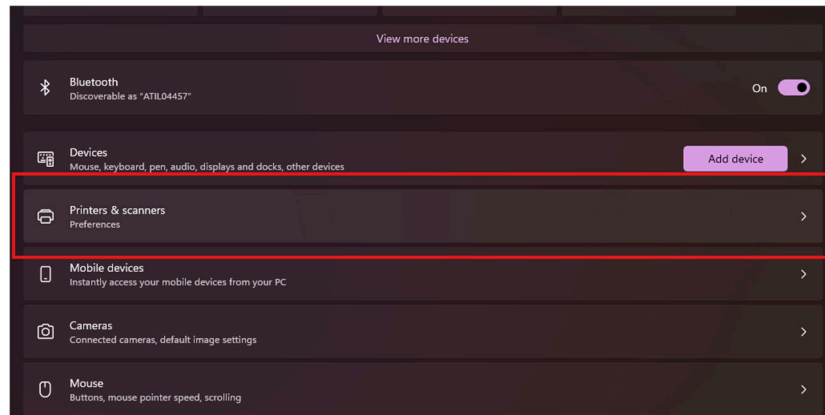 View more devices
Bluetooth
Discoverable as "ATIL04457"
On
Devices
Mouse, keyboard, pen, audio, displays and docks, other devices
Add device
Printers & scanners
Preferences
Mobile devices
Instantly access your mobile devices from your PC
Cameras
Connected cameras, default image settings
Mouse
Buttons, mouse pointer speed, scrolling